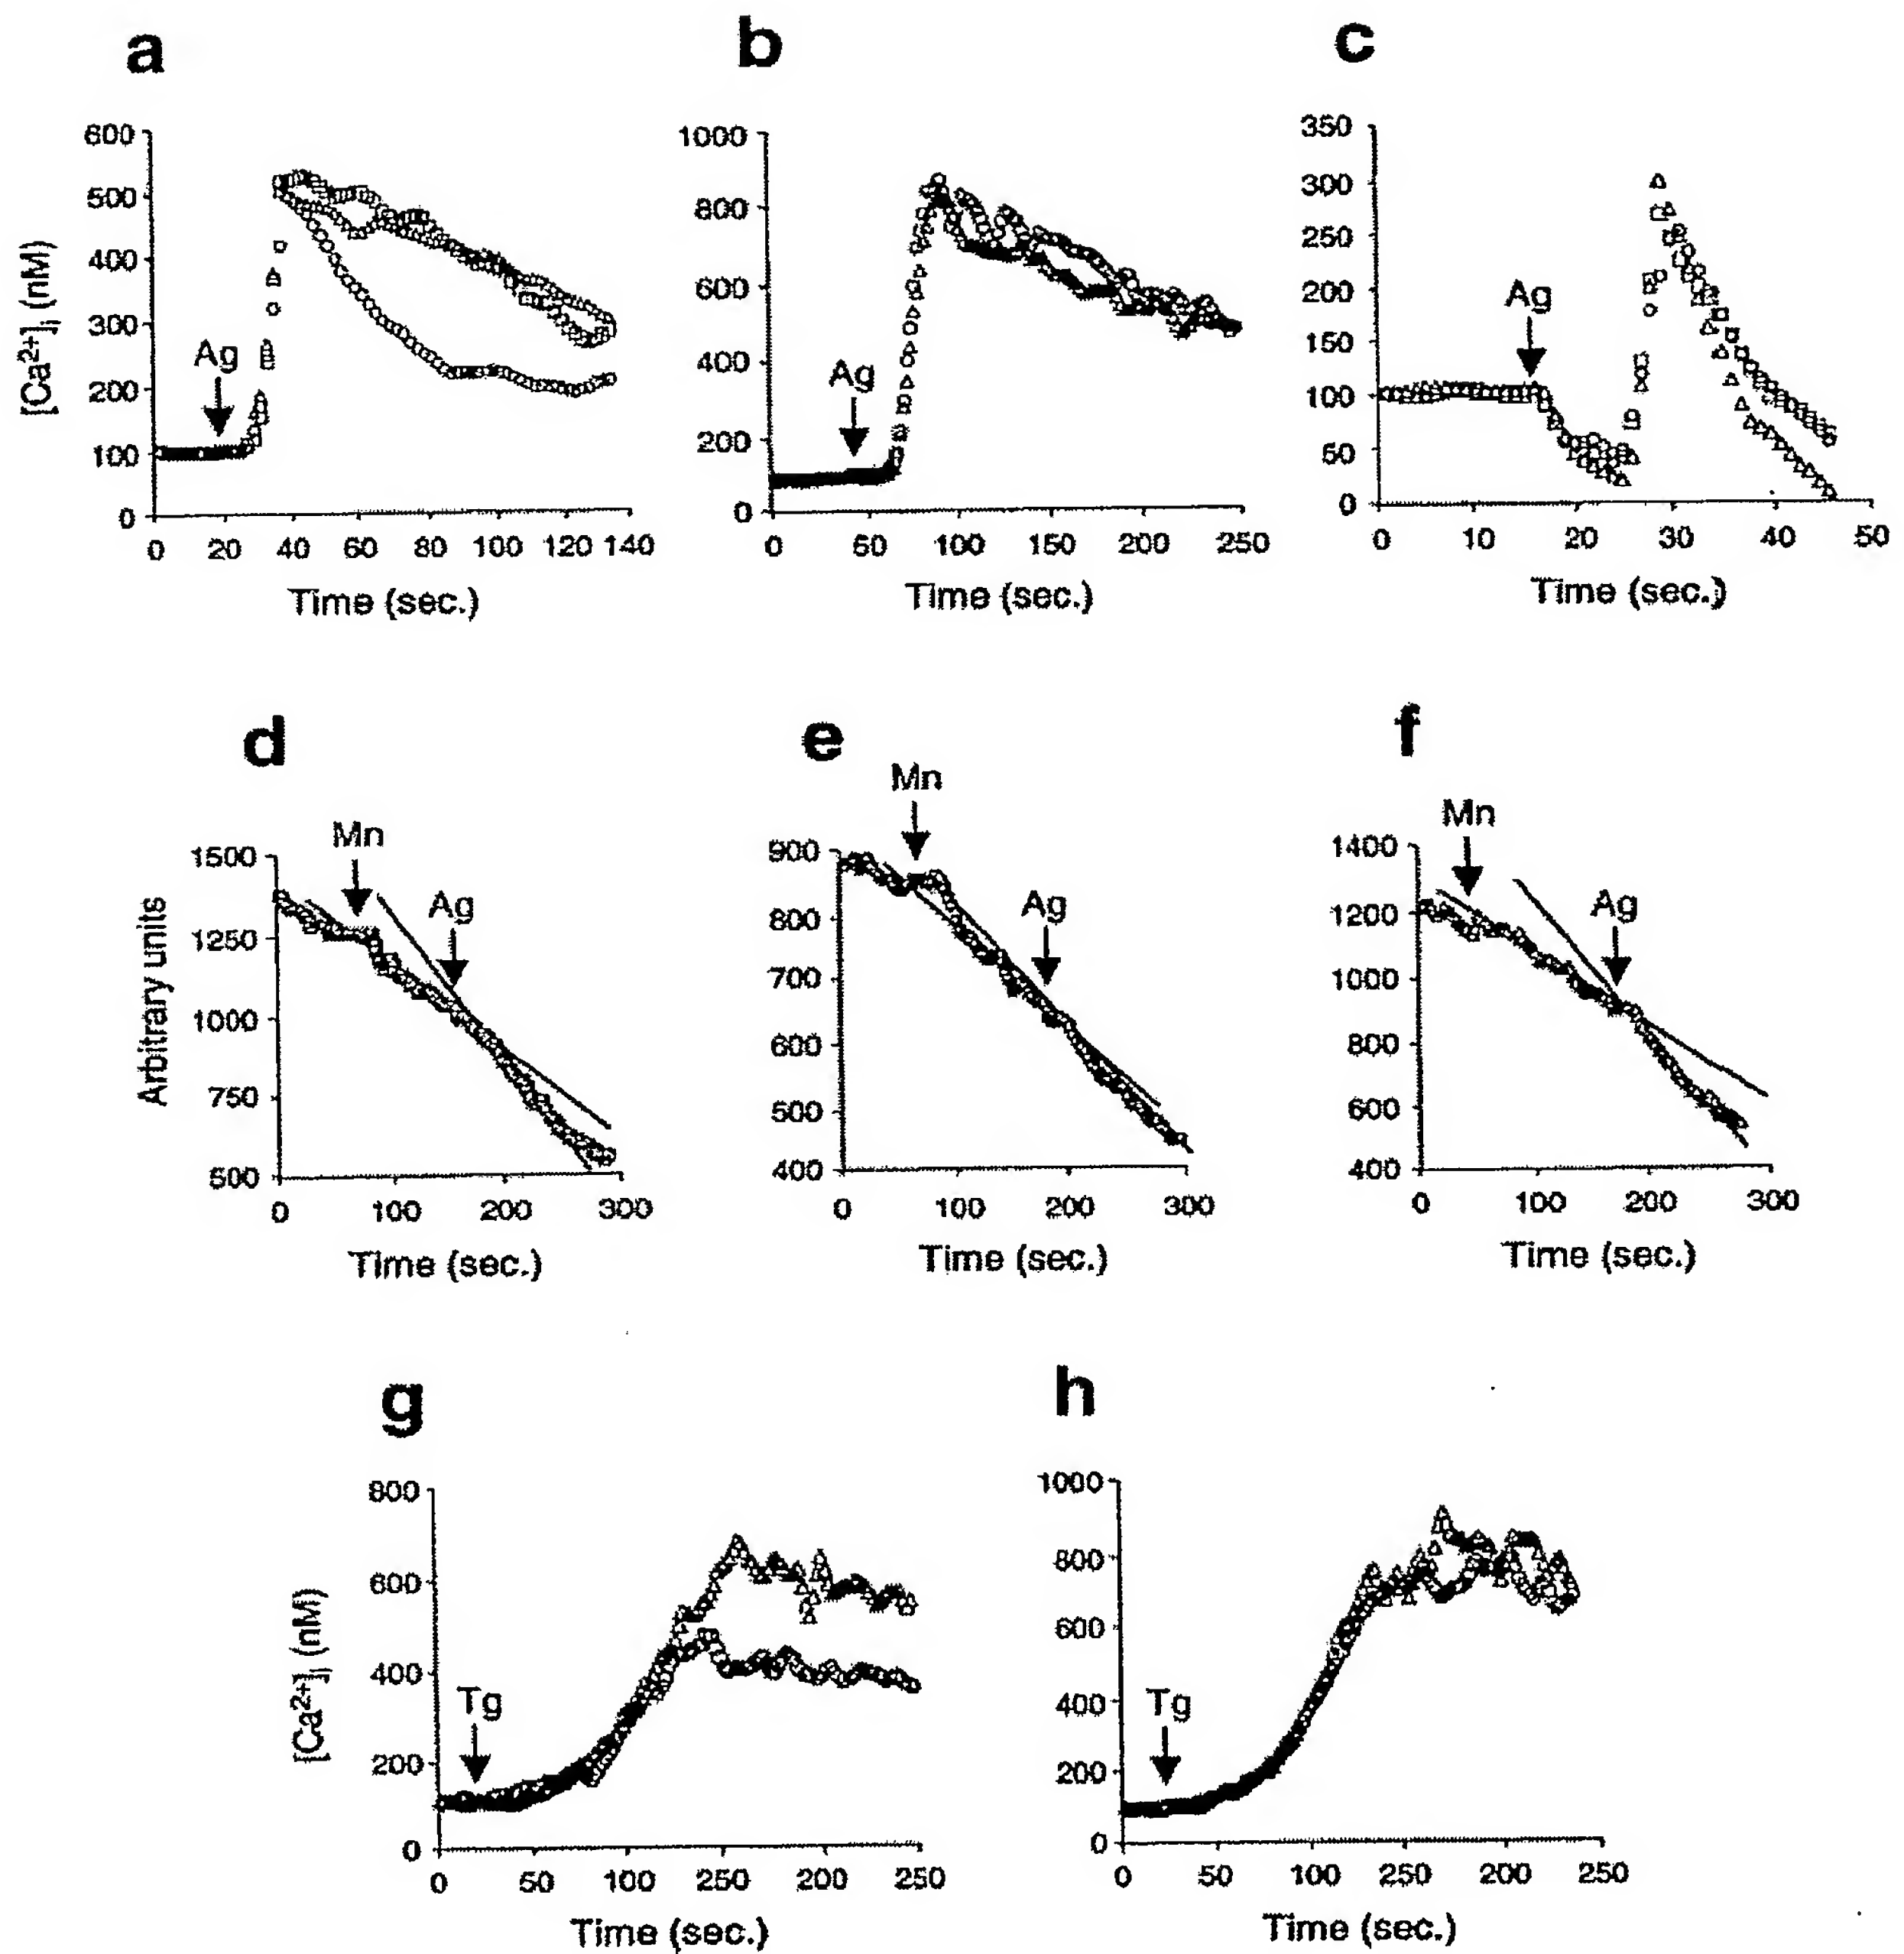 a b c
600 1000 350
500 800 300
400 600 250
300 400 200
200 200 150
100 0 100
0 50
0
[Ca2+]i (nM)
Ag Ag Ag
0 20 40 60 80 100 120 140
0 50 100 150 200 250
0 10 20 30 40 50
Time (sec.) Time (sec.) Time (sec.)
d e f
Mn Mn Mn
Ag Ag Ag
1500 900 1400
1250 800 1200
1000 700 1000
750 600 800
500 500 600
400 400
Arbitrary units
0 100 200 300
0 100 200 300
0 100 200 300
Time (sec.) Time (sec.) Time (sec.)
g h
800 1000
600 800
400 600
200 400
0 200
0
[Ca2+]i (nM)
Tg Tg
0 50 100 250 200 250
0 50 100 250 200 250
Time (sec.) Time (sec.)